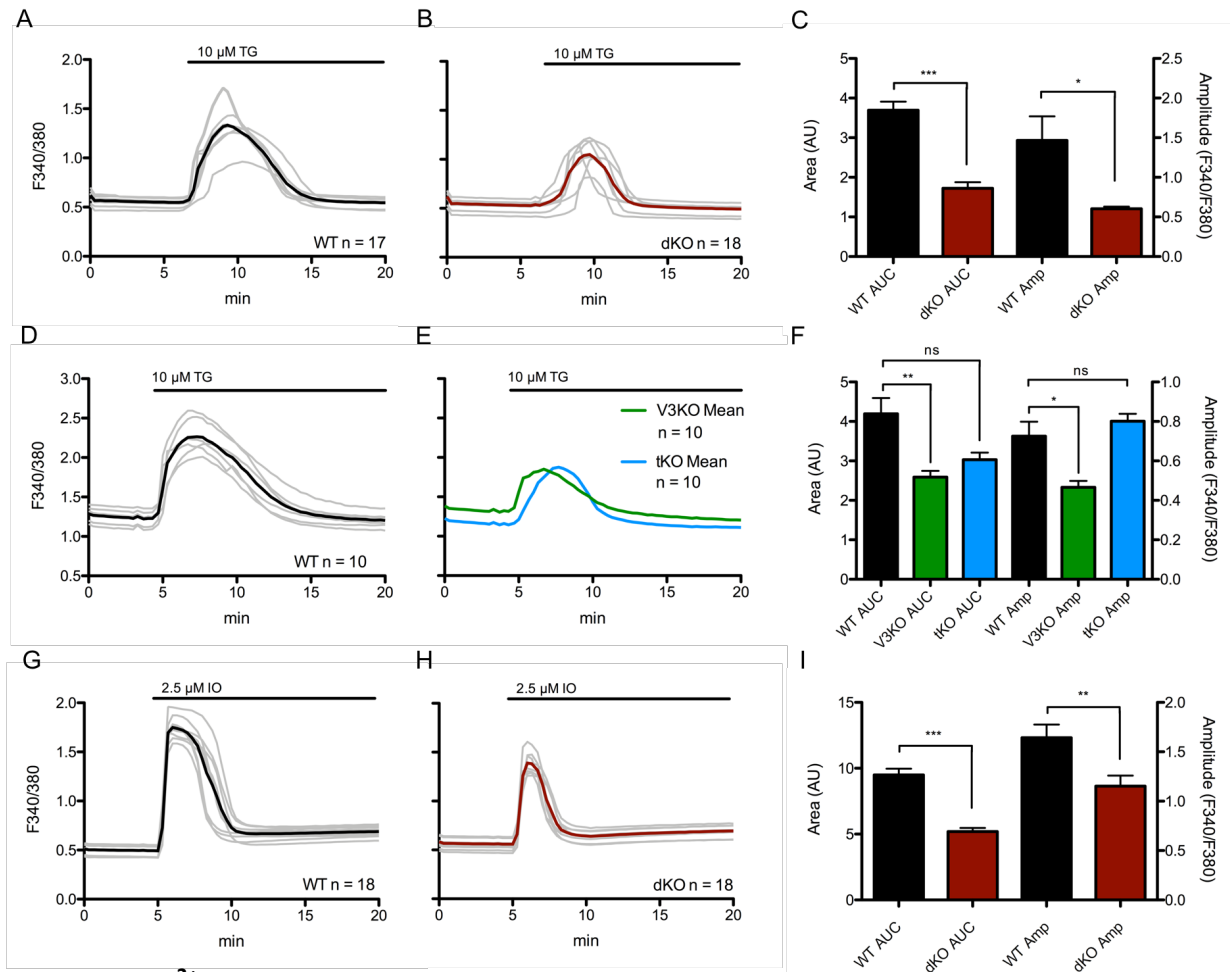 A
10 µM TG
2.0
1.5
1.0
0.5
0.0
F340/380
WT n = 17
0 5 10 15 20
min
B
10 µM TG
dKO n = 18
0 5 10 15 20
min
C
5
4
3
2
1
0
Area (AU)
***
*
2.5
2.0
1.5
1.0
0.5
0.0
Amplitude (F340/F380)
WT AUC
dKO AUC
WT Amp
dKO Amp
D
10 µM TG
3.0
2.5
2.0
1.5
1.0
0.5
F340/380
WT n = 10
0 5 10 15 20
min
E
10 µM TG
V3KO Mean
n = 10
tKO Mean
n = 10
0 5 10 15 20
min
F
5
4
3
2
1
0
Area (AU)
ns
**
ns
*
1.0
0.8
0.6
0.4
0.2
0.0
Amplitude (F340/F380)
WT AUC
V3KO AUC
tKO AUC
WT Amp
V3KO Amp
tKO Amp
G
2.5 µM IO
2.0
1.5
1.0
0.5
0.0
F340/380
WT n = 18
0 5 10 15 20
min
H
2.5 µM IO
dKO n = 18
0 5 10 15 20
min
I
15
10
5
0
Area (AU)
***
**
2.0
1.5
1.0
0.5
0.0
Amplitude (F340/F380)
WT AUC
dKO AUC
WT Amp
dKO Amp